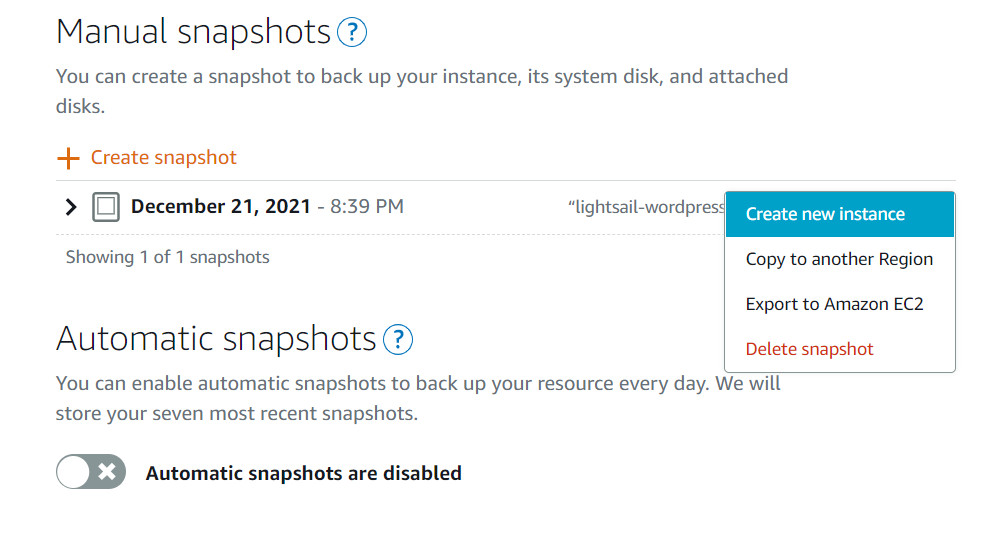 Manual snapshots ?
You can create a snapshot to back up your instance, its system disk, and attached
disks.
+ Create snapshot
December 21, 2021 - 8:39 PM “lightsail-wordpress
Create new instance
Copy to another Region
Export to Amazon EC2
Delete snapshot
Showing 1 of 1 snapshots
Automatic snapshots ?
You can enable automatic snapshots to back up your resource every day. We will
store your seven most recent snapshots.
Automatic snapshots are disabled